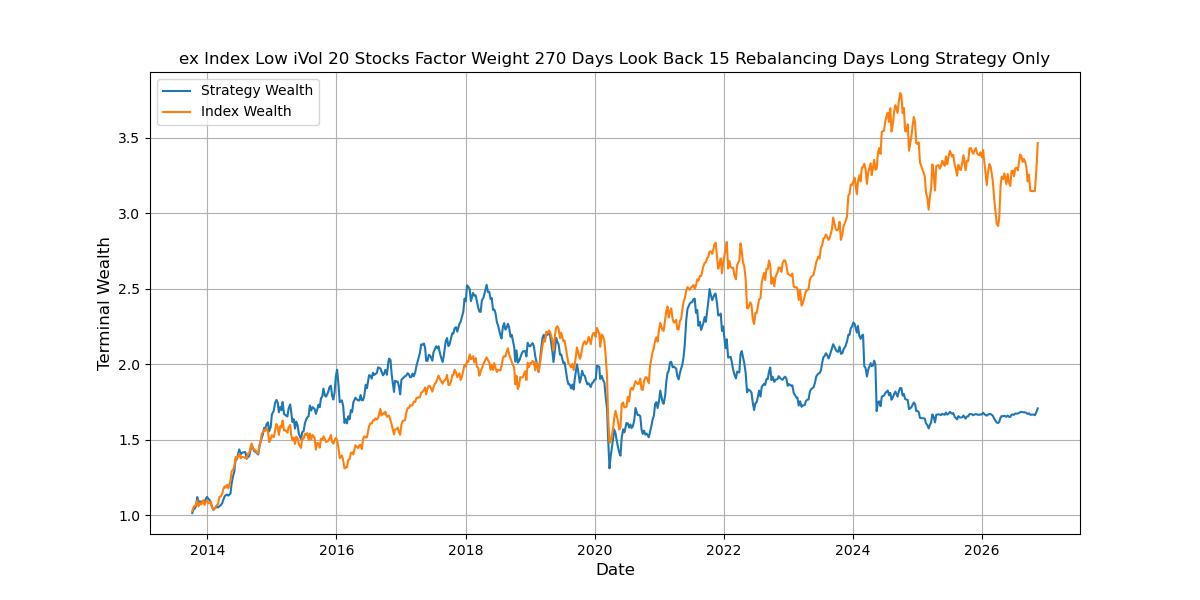 ex Index Low iVol 20 Stocks Factor Weight 270 Days Look Back 15 Rebalancing Days Long Strategy Only
Strategy Wealth
Index Wealth
Terminal Wealth
3.5
3.0
2.5
2.0
1.5
1.0
2014 2016 2018 2020 2022 2024 2026
Date